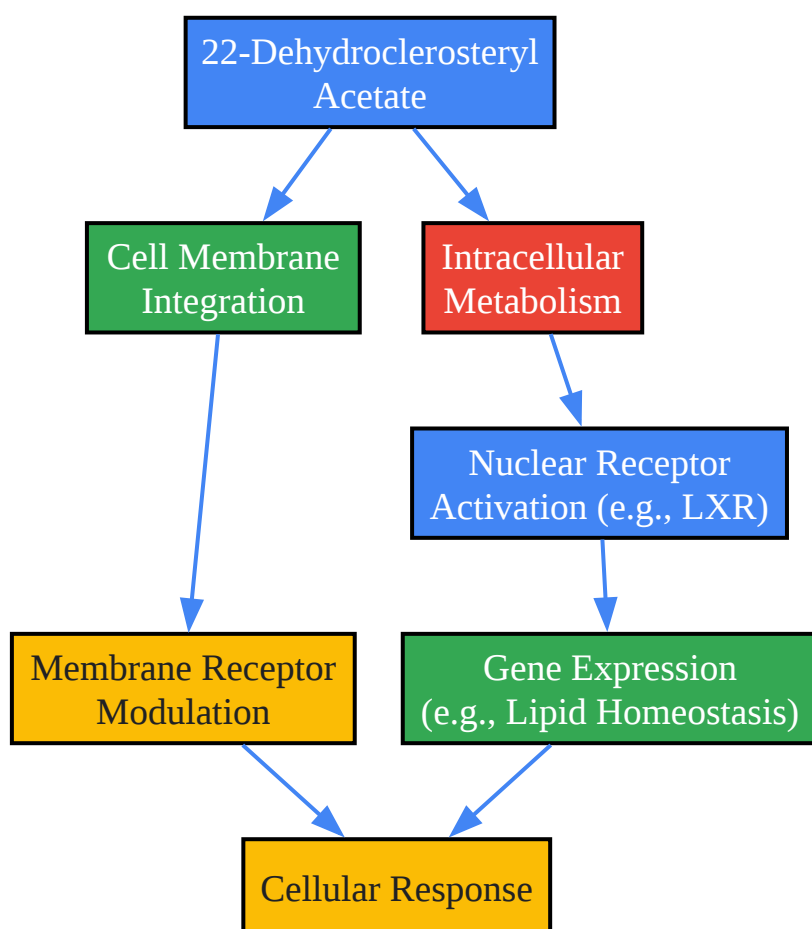 22-Dehydroclerosteryl
Acetate
Cell Membrane
Integration
Intracellular
Metabolism
Nuclear Receptor
Activation (e.g., LXR)
Membrane Receptor
Modulation
Gene Expression
(e.g., Lipid Homeostasis)
Cellular Response